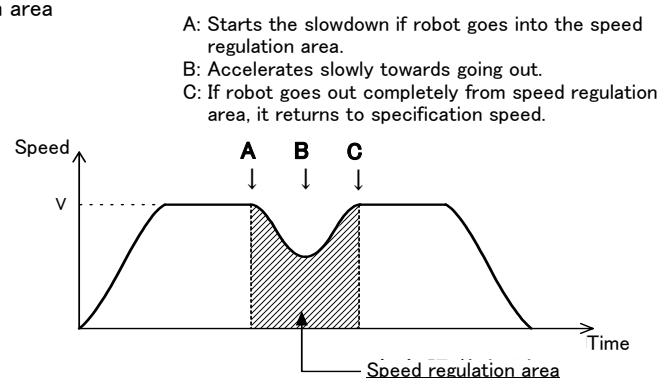 area
A: Starts the slowdown if robot goes into the speed
regulation area.
B: Accelerates slowly towards going out.
C: If robot goes out completely from speed regulation
area, it returns to specification speed.
Speed
A B C
V
Time
Speed regulation area